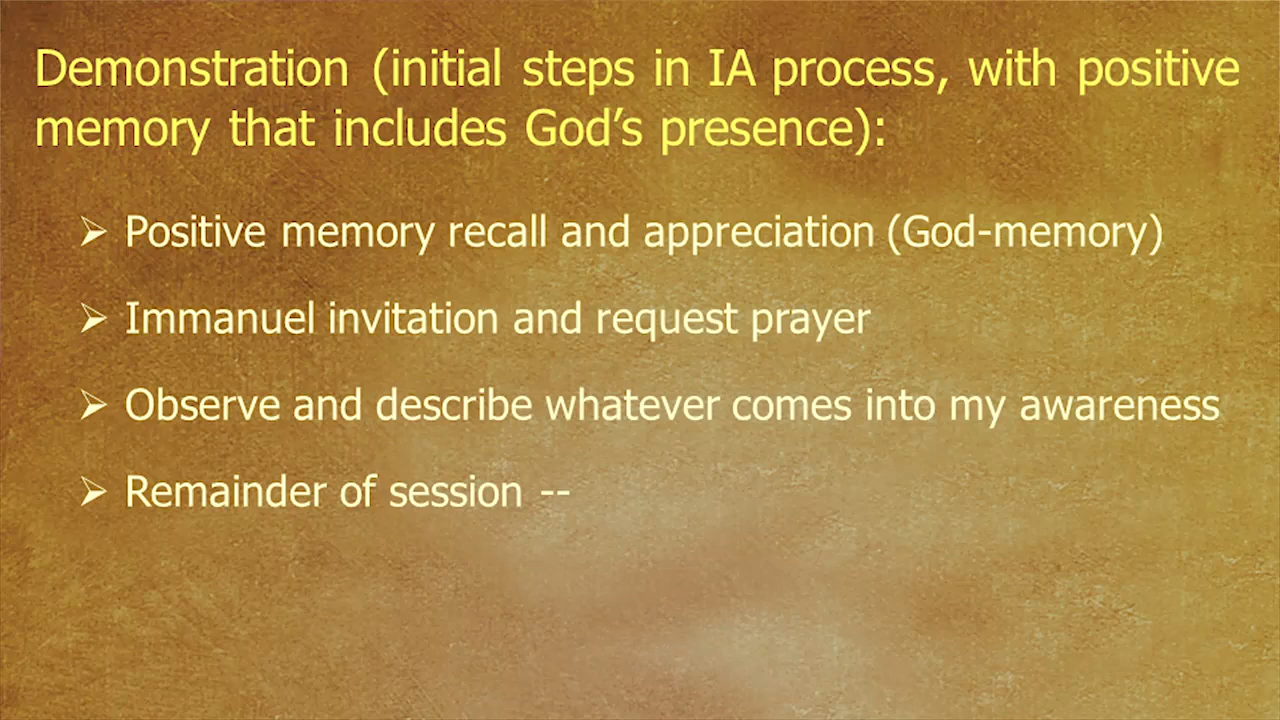 Demonstration (initial steps in IA process, with positive
memory that includes God’s presence):
➢ Positive memory recall and appreciation (God-memory)
➢ Immanuel invitation and request prayer
➢ Observe and describe whatever comes into my awareness
➢ Remainder of session --